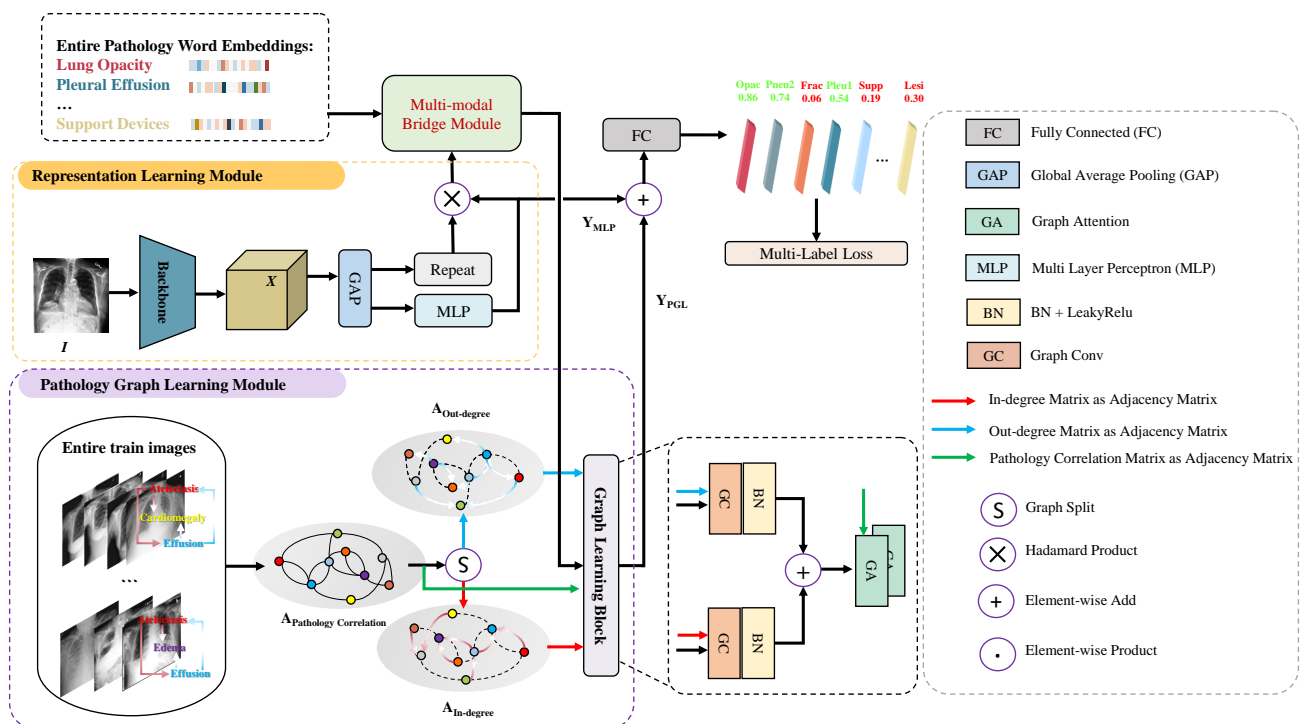 Entire Pathology Word Embeddings:
Lung Opacity
Pleural Effusion
...
Support Devices
Multi-modal
Bridge Module
Representation Learning Module
I
Backbone
X
GAP
Repeat
MLP
Y_MLP
Y_PGL
FC
Opac Pneu2 Frac Pleu1 Supp Lesi
0.86 0.74 0.06 0.54 0.19 0.30
...
Multi-Label Loss
Pathology Graph Learning Module
Entire train images
Atelectasis
Cardiomegaly
Effusion
...
Atelectasis
Edema
Effusion
A_Pathology Correlation
A_Out-degree
S
A_In-degree
Graph Learning Block
GC
BN
GC
BN
GA
GA
FC
Fully Connected (FC)
GAP
Global Average Pooling (GAP)
GA
Graph Attention
MLP
Multi Layer Perceptron (MLP)
BN
BN + LeakyRelu
GC
Graph Conv
In-degree Matrix as Adjacency Matrix
Out-degree Matrix as Adjacency Matrix
Pathology Correlation Matrix as Adjacency Matrix
S
Graph Split
Hadamard Product
Element-wise Add
Element-wise Product